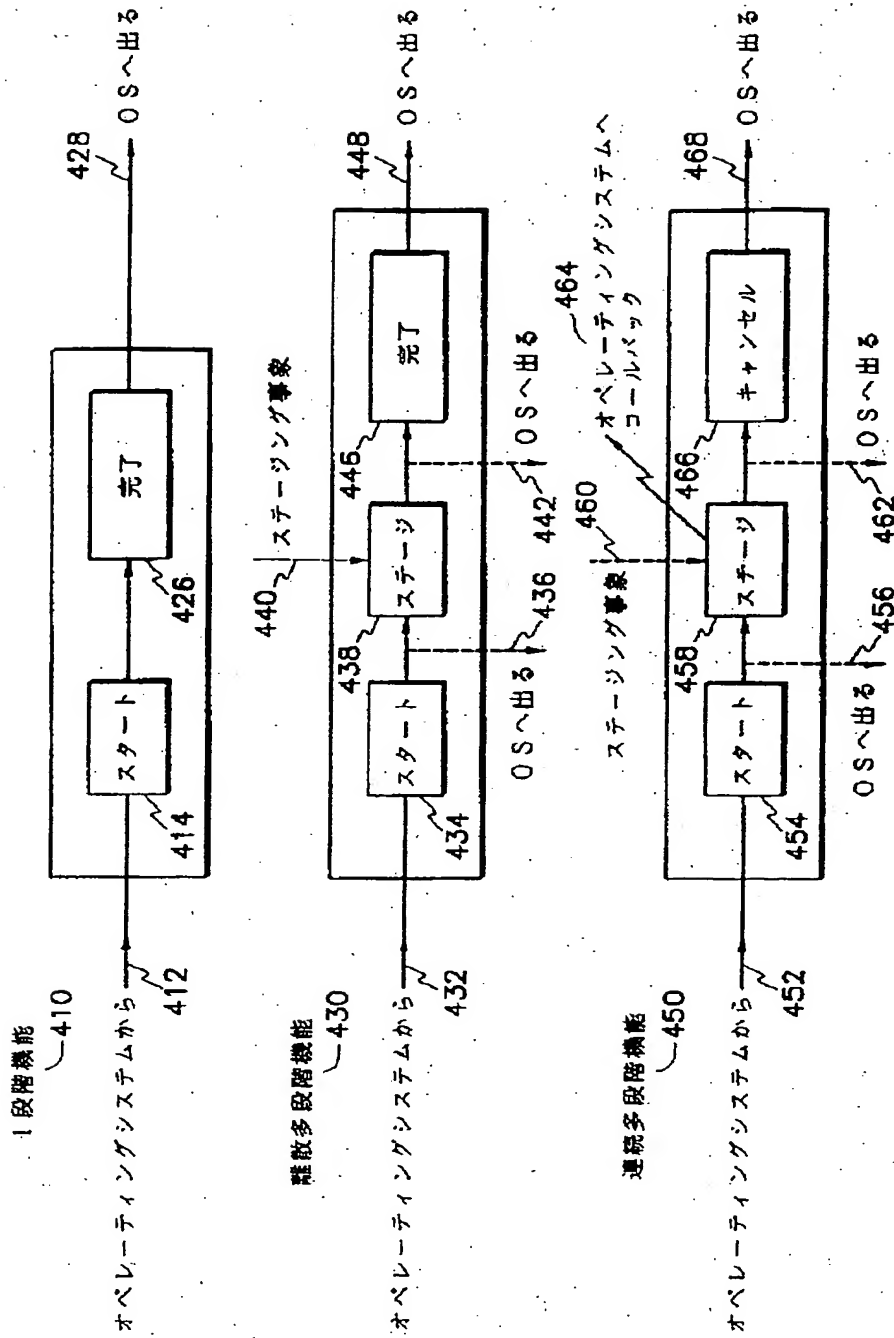 1段階機能
410
オペレーティングシステムから
412
スタート
414
完了
426
428
OSへ出る
離散多段階機能
430
オペレーティングシステムから
432
スタート
434
OSへ出る
436
ステージ
438
440
ステージング事象
442
OSへ出る
完了
446
448
OSへ出る
連続多段階機能
450
オペレーティングシステムから
452
スタート
454
OSへ出る
456
ステージ
458
ステージング事象
460
オペレーティングシステムへ
コールバック
464
462
OSへ出る
キャンセル
466
468
OSへ出る